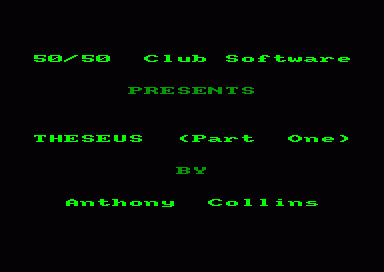 50/50 Club Software
PRESENTS
THESEUS (Part One)
BY
Anthony Collins